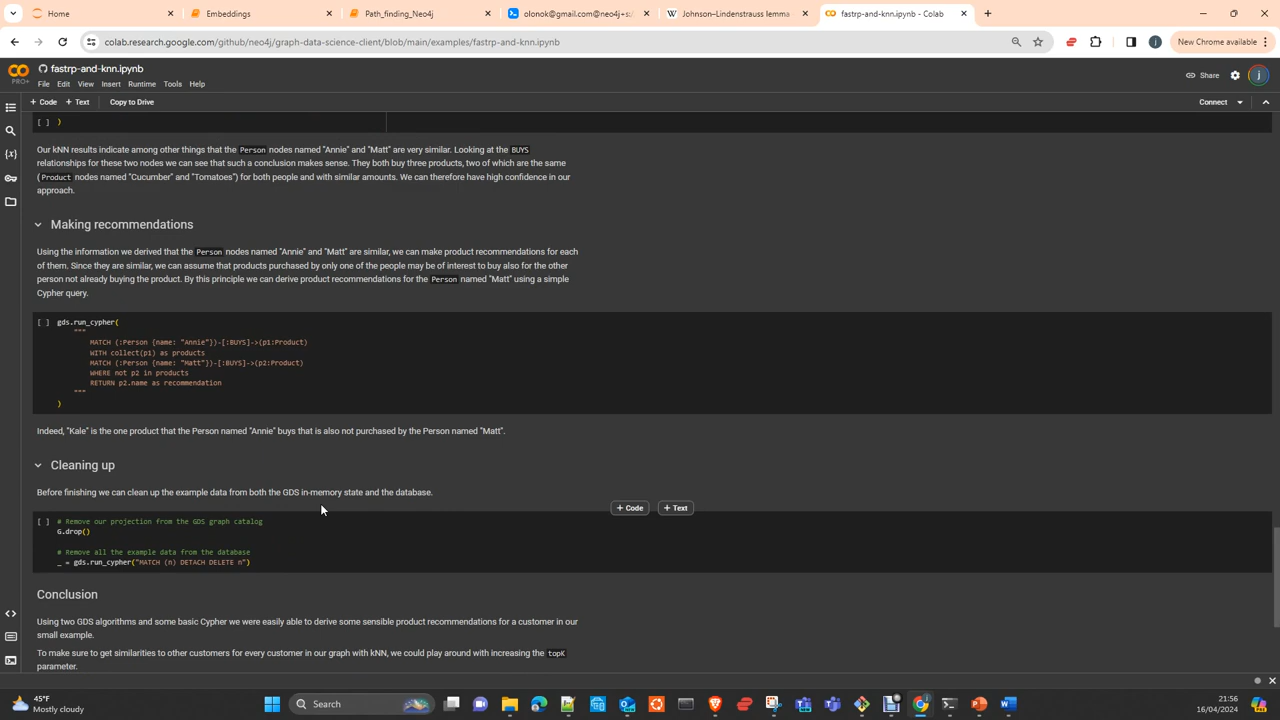 Home
Embeddings
Path_finding_Neo4j
olonok@gmail.com@neo4j+s:/
Johnson–Lindenstrauss lemma
fastrp-and-knn.ipynb - Colab
colab.research.google.com/github/neo4j/graph-data-science-client/blob/main/examples/fastrp-and-knn.ipynb
New Chrome available
CO
PRO+
fastrp-and-knn.ipynb
File Edit View Insert Runtime Tools Help
Share
+ Code + Text Copy to Drive
Connect
[ ] )
Our kNN results indicate among other things that the Person nodes named "Annie" and "Matt" are very similar. Looking at the BUYS
relationships for these two nodes we can see that such a conclusion makes sense. They both buy three products, two of which are the same
(Product nodes named "Cucumber" and "Tomatoes") for both people and with similar amounts. We can therefore have high confidence in our
approach.
Making recommendations
Using the information we derived that the Person nodes named "Annie" and "Matt" are similar, we can make product recommendations for each
of them. Since they are similar, we can assume that products purchased by only one of the people may be of interest to buy also for the other
person not already buying the product. By this principle we can derive product recommendations for the Person named "Matt" using a simple
Cypher query.
[ ] gds.run_cypher(
"""
MATCH (:Person {name: "Annie"})-[:BUYS]->(p1:Product)
WITH collect(p1) as products
MATCH (:Person {name: "Matt"})-[:BUYS]->(p2:Product)
WHERE not p2 in products
RETURN p2.name as recommendation
"""
)
Indeed, "Kale" is the one product that the Person named "Annie" buys that is also not purchased by the Person named "Matt".
Cleaning up
Before finishing we can clean up the example data from both the GDS in-memory state and the database.
+ Code + Text
[ ] # Remove our projection from the GDS graph catalog
G.drop()
# Remove all the example data from the database
_ = gds.run_cypher("MATCH (n) DETACH DELETE n")
Conclusion
Using two GDS algorithms and some basic Cypher we were easily able to derive some sensible product recommendations for a customer in our
small example.
To make sure to get similarities to other customers for every customer in our graph with kNN, we could play around with increasing the topK
parameter.
45°F
Mostly cloudy
Search
21:56
16/04/2024